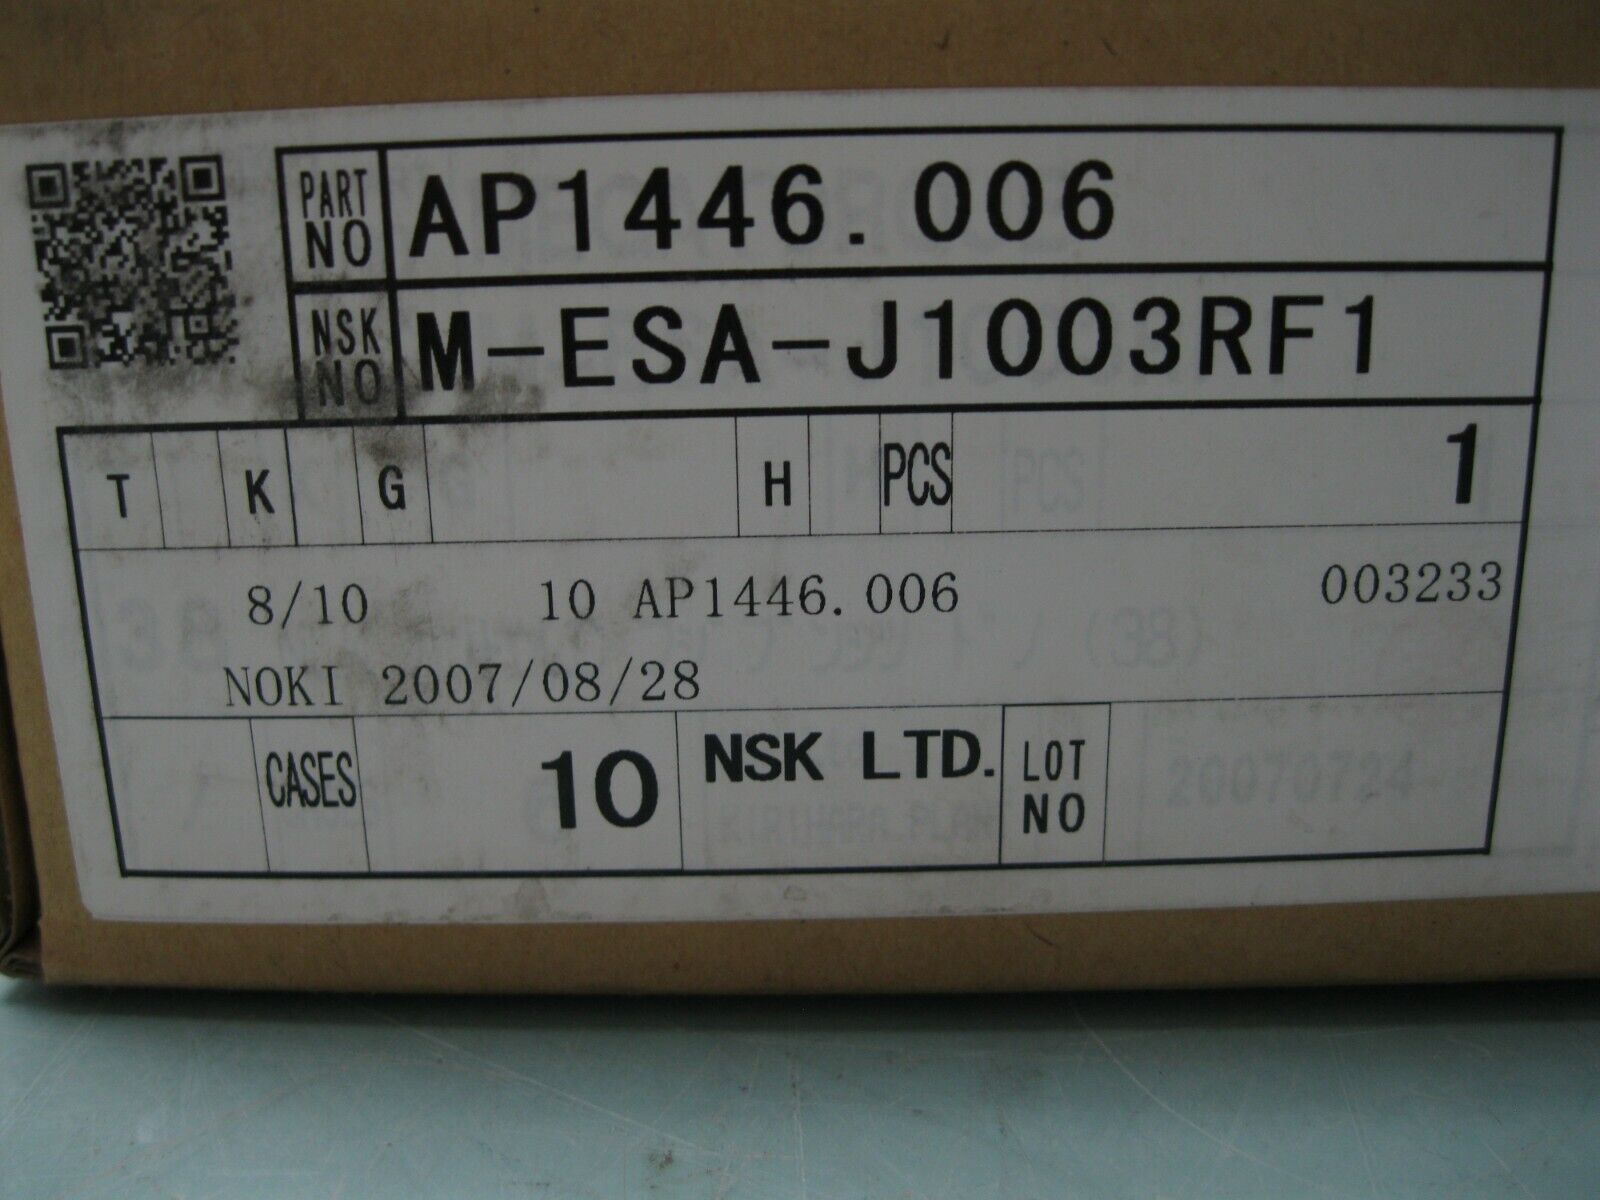 PART NO AP1446.006
NSK NO M-ESA-J1003RF1
T K G H PCS 1
8/10 10 AP1446.006 003233
NOKI 2007/08/28
CASES 10 NSK LTD. LOT NO 20070724